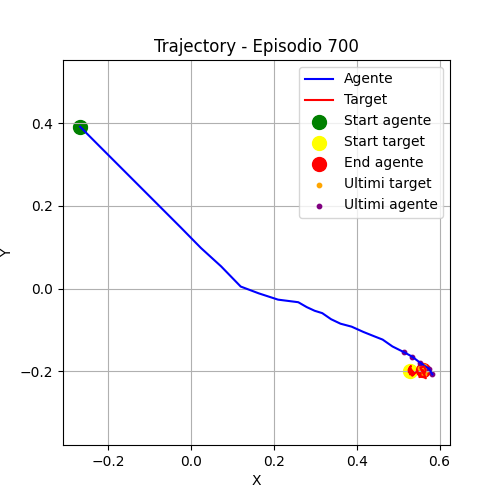 Trajectory - Episodio 700
Agente
Target
Start agente
Start target
End agente
Ultimi target
Ultimi agente
Y
0.4
0.2
0.0
−0.2
−0.2
0.0
0.2
0.4
0.6
X